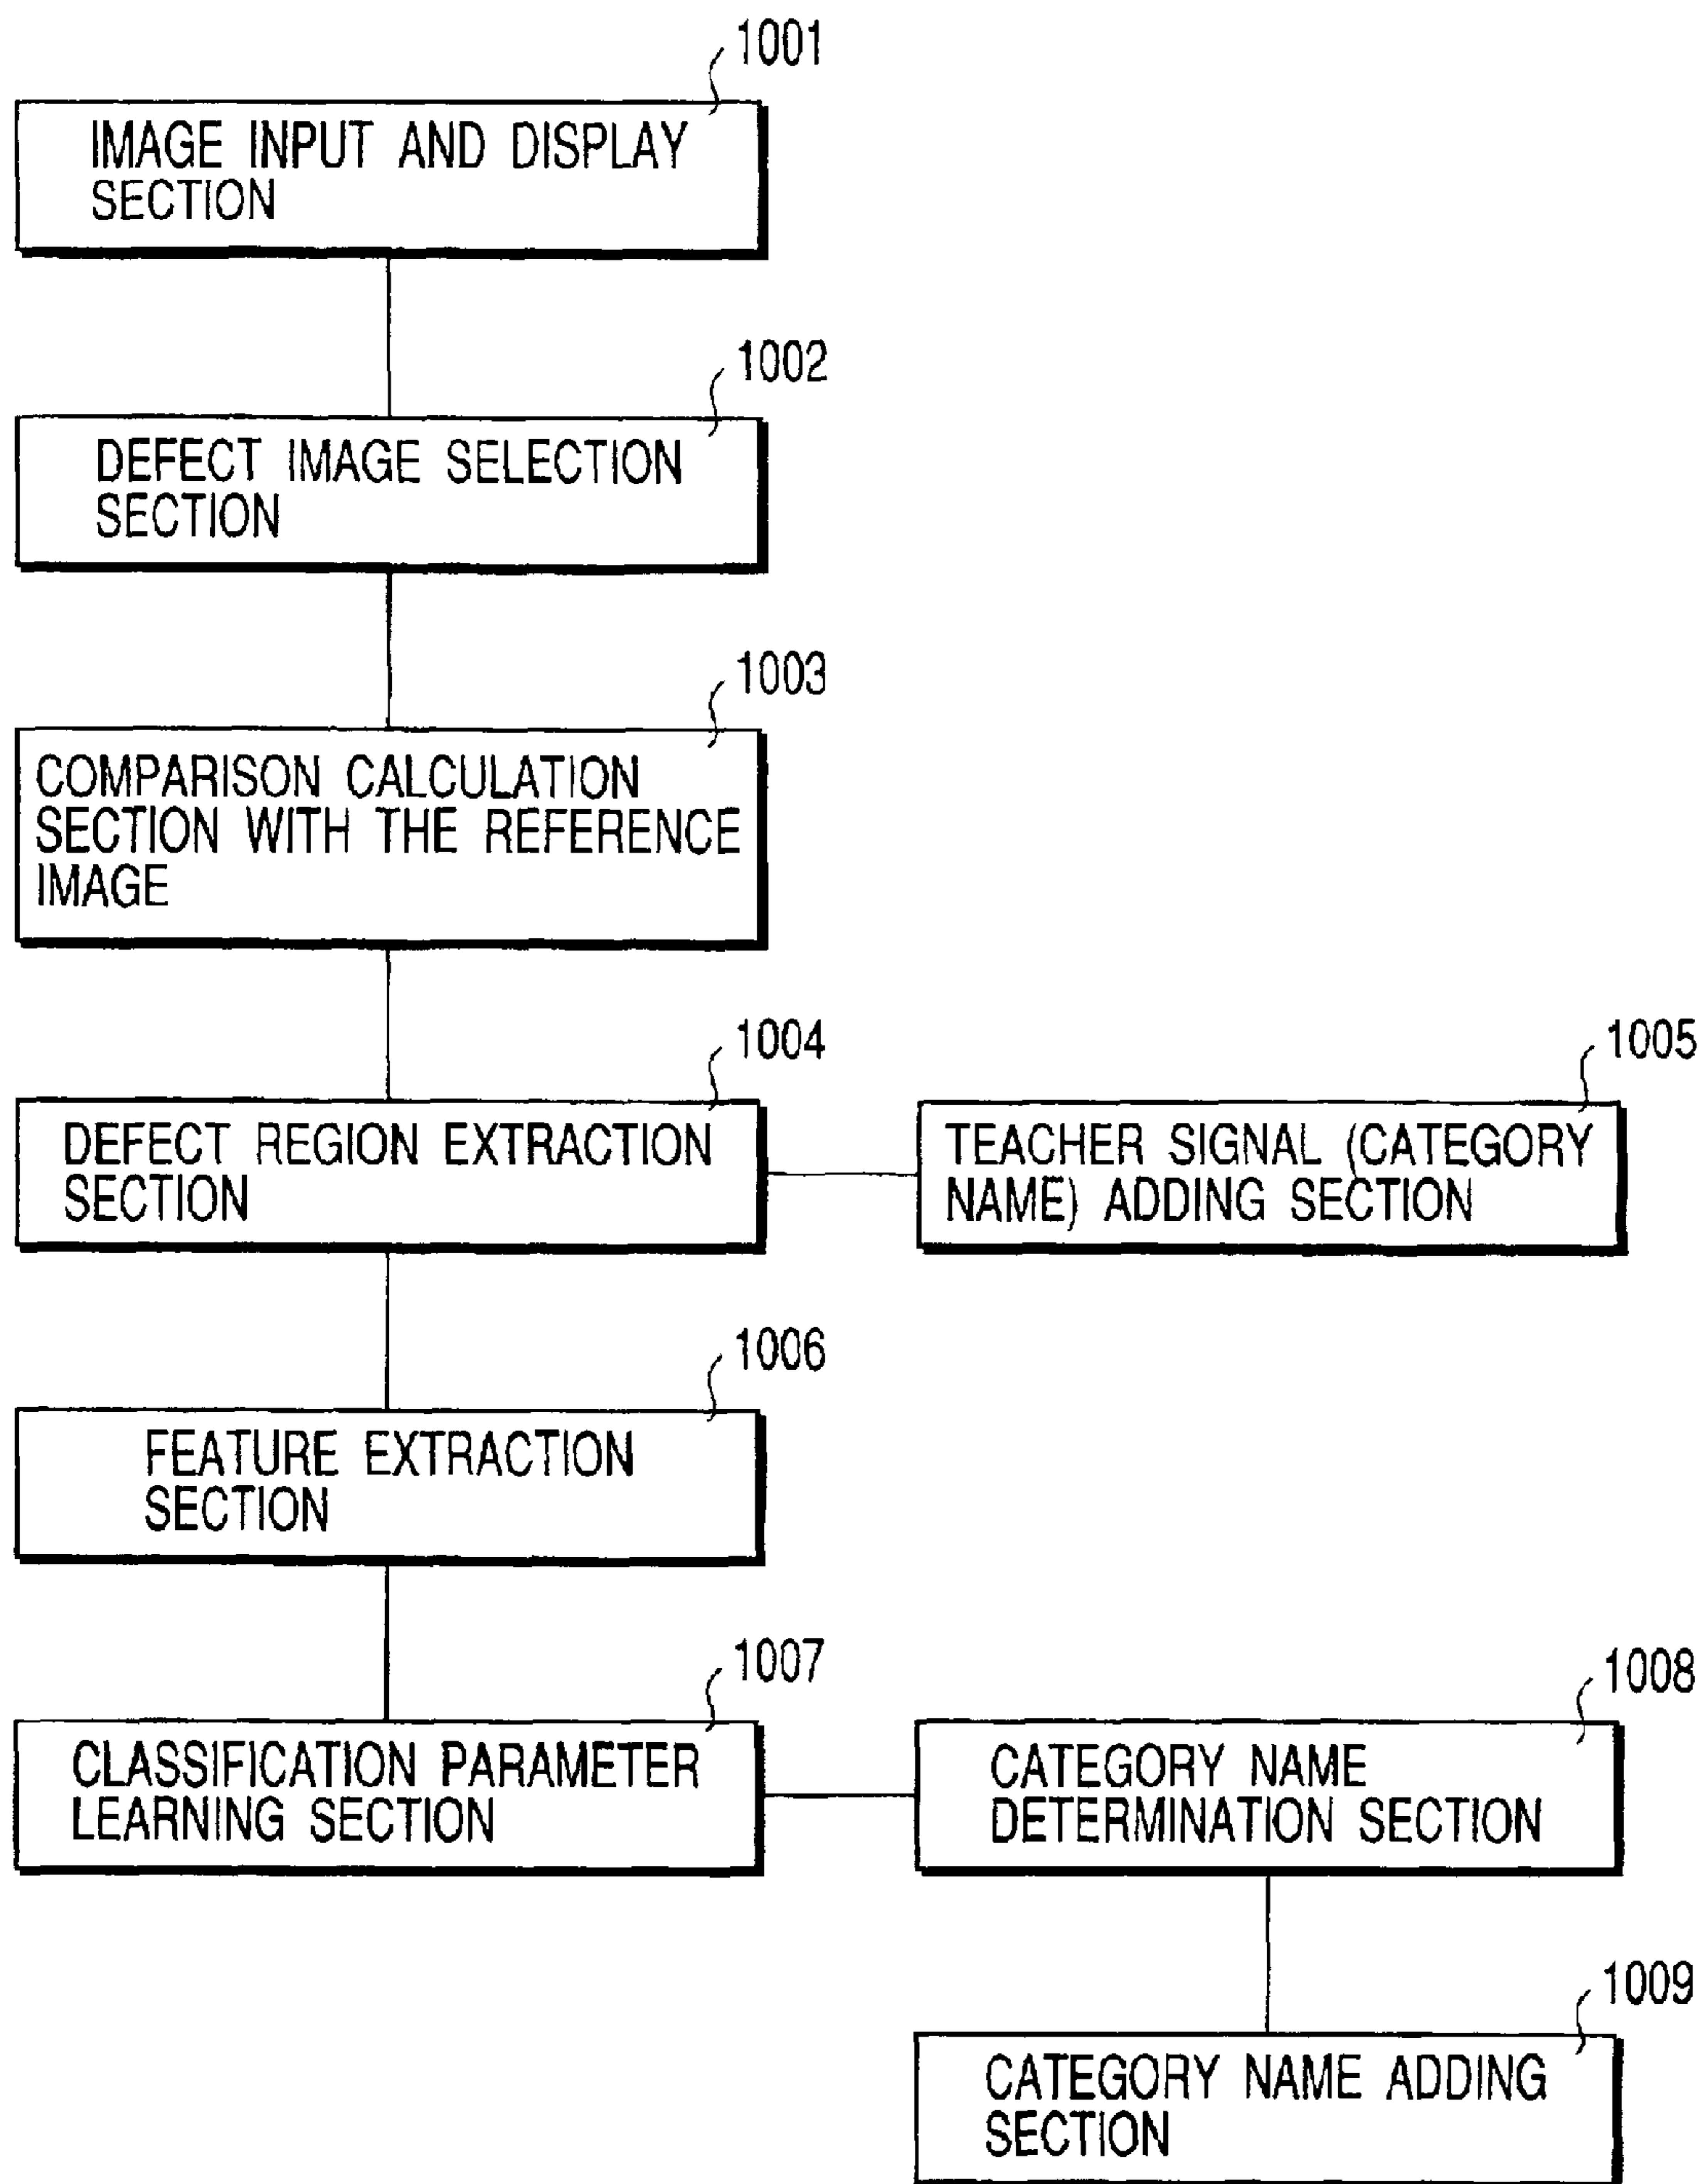 1001
IMAGE INPUT AND DISPLAY
SECTION
1002
DEFECT IMAGE SELECTION
SECTION
1003
COMPARISON CALCULATION
SECTION WITH THE REFERENCE
IMAGE
1004
DEFECT REGION EXTRACTION
SECTION
1005
TEACHER SIGNAL (CATEGORY
NAME) ADDING SECTION
1006
FEATURE EXTRACTION
SECTION
1007
CLASSIFICATION PARAMETER
LEARNING SECTION
1008
CATEGORY NAME
DETERMINATION SECTION
1009
CATEGORY NAME ADDING
SECTION